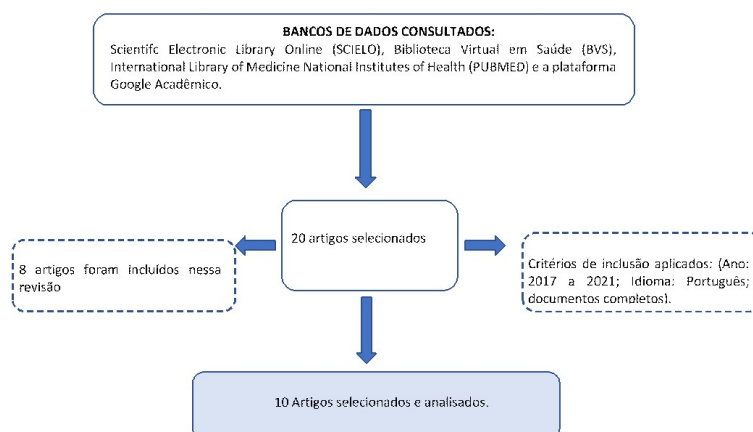 BANCOS DE DADOS CONSULTADOS:
Scientifc Electronic Library Online (SCIELO), Biblioteca Virtual em Saúde (BVS),
International Library of Medicine National Institutes of Health (PUBMED) e a plataforma
Google Acadêmico.
20 artigos selecionados
8 artigos foram incluídos nessa
revisão
Critérios de inclusão aplicados: (Ano:
2017 a 2021; Idioma: Português;
documentos completos).
10 Artigos selecionados e analisados.